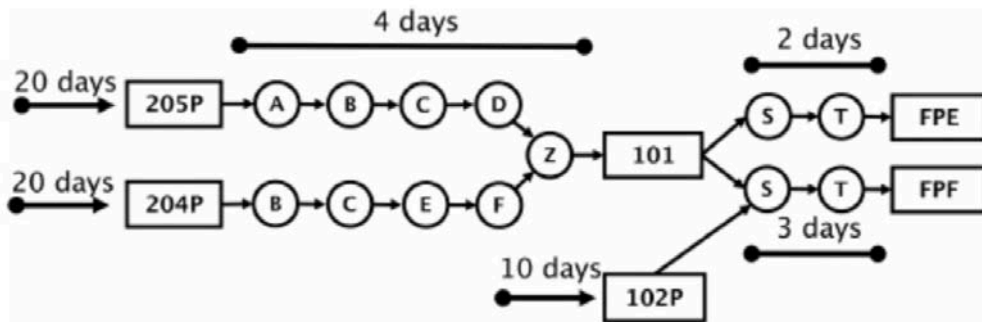 4 days
2 days
20 days
205P A B C D
S T FPE
Z 101
20 days
204P B C E F
S T FPF
3 days
10 days
102P